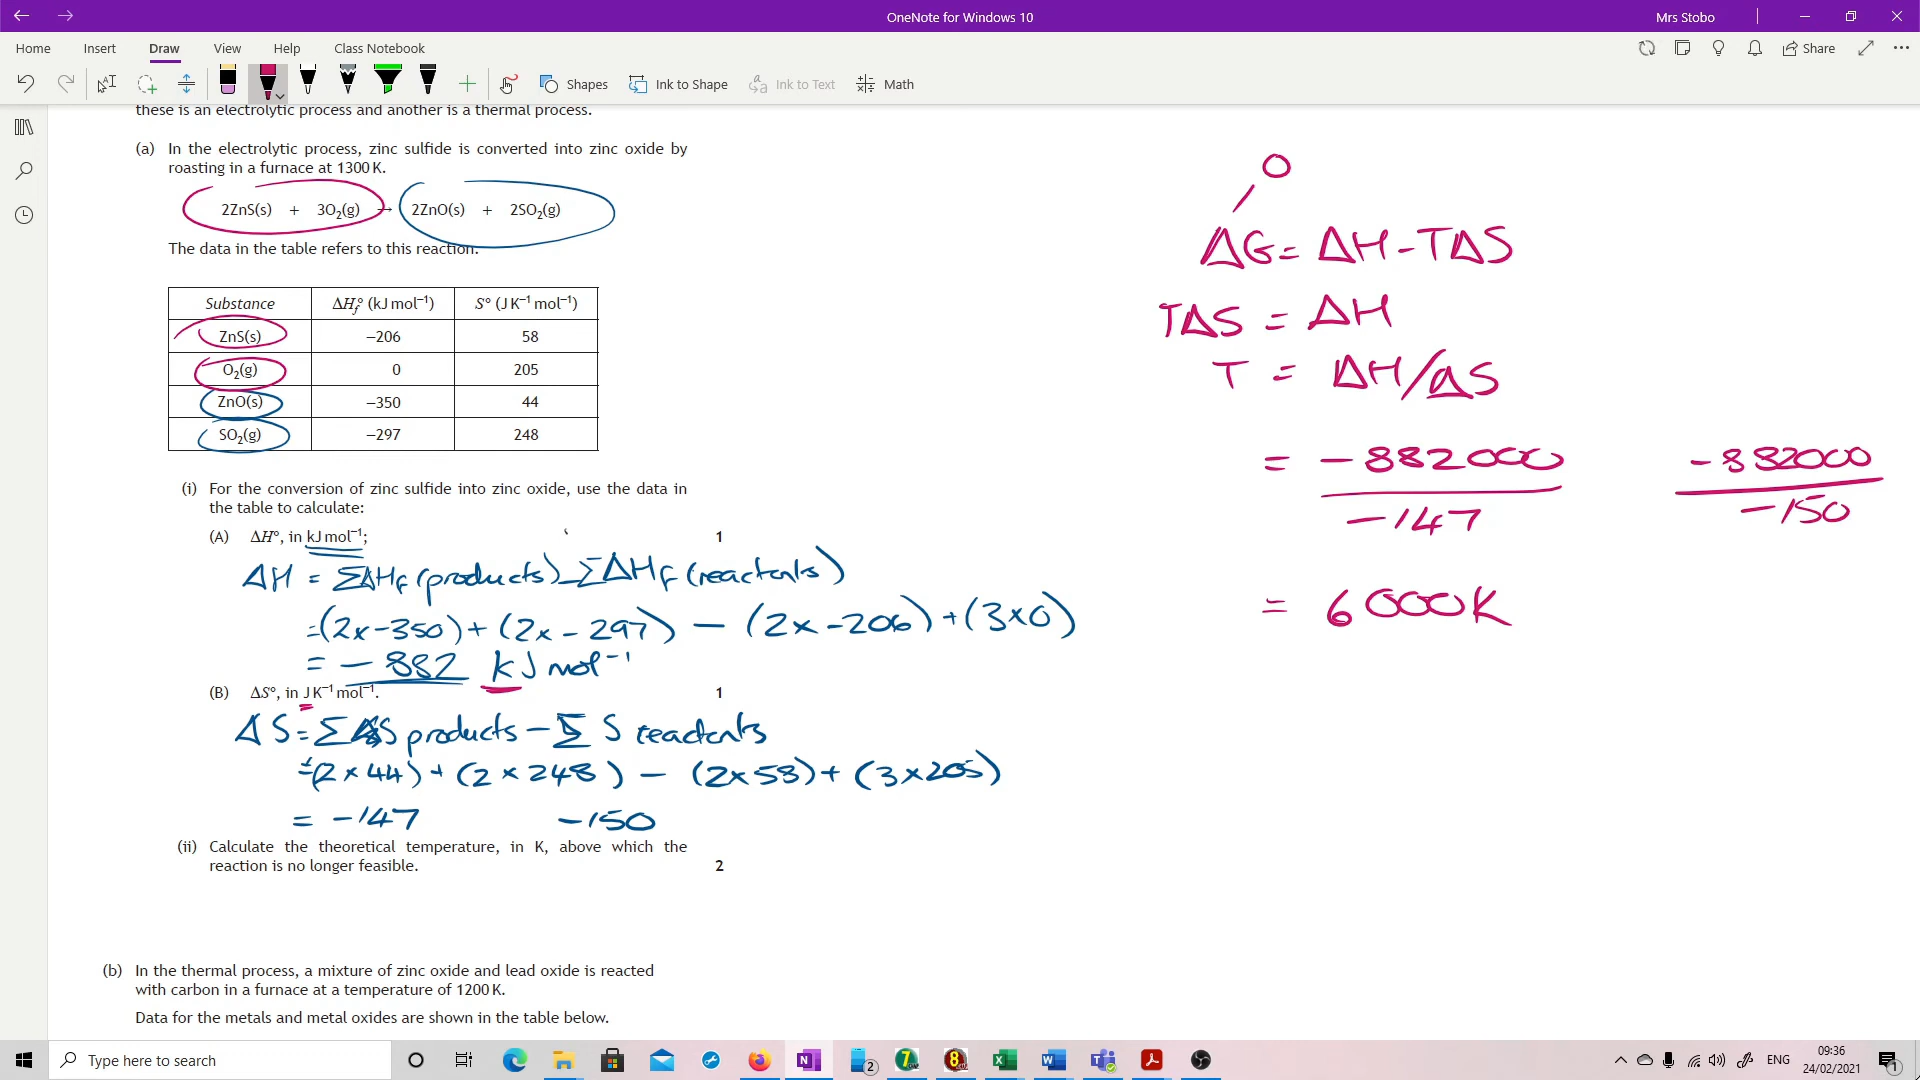 OneNote for Windows 10
Mrs Stobo
Home Insert Draw View Help Class Notebook
Share
Shapes Ink to Shape Ink to Text Math
these is an electrolytic process and another is a thermal process.
(a) In the electrolytic process, zinc sulfide is converted into zinc oxide by
roasting in a furnace at 1300 K.
2ZnS(s) + 3O₂(g) → 2ZnO(s) + 2SO₂(g)
The data in the table refers to this reaction.
Substance ΔHf° (kJ mol⁻¹) S° (J K⁻¹ mol⁻¹)
ZnS(s) −206 58
O₂(g) 0 205
ZnO(s) −350 44
SO₂(g) −297 248
(i) For the conversion of zinc sulfide into zinc oxide, use the data in
the table to calculate:
(A) ΔH°, in kJ mol⁻¹; 1
ΔH = ΣΔHf (products) − ΣΔHf (reactants)
=(2x−350)+(2x−297) − (2x−206)+(3x0)
= −882 kJ mol⁻¹
(B) ΔS°, in J K⁻¹ mol⁻¹. 1
ΔS = Σ S products − Σ S reactants
=(2x44)+(2x248) − (2x58)+(3x205)
= −147 −150
(ii) Calculate the theoretical temperature, in K, above which the
reaction is no longer feasible. 2
(b) In the thermal process, a mixture of zinc oxide and lead oxide is reacted
with carbon in a furnace at a temperature of 1200 K.
Data for the metals and metal oxides are shown in the table below.
O
ΔG = ΔH − TΔS
TΔS = ΔH
T = ΔH/ΔS
= −882000 −882000
−147 −150
= 6000K
Type here to search
ENG
09:36
24/02/2021